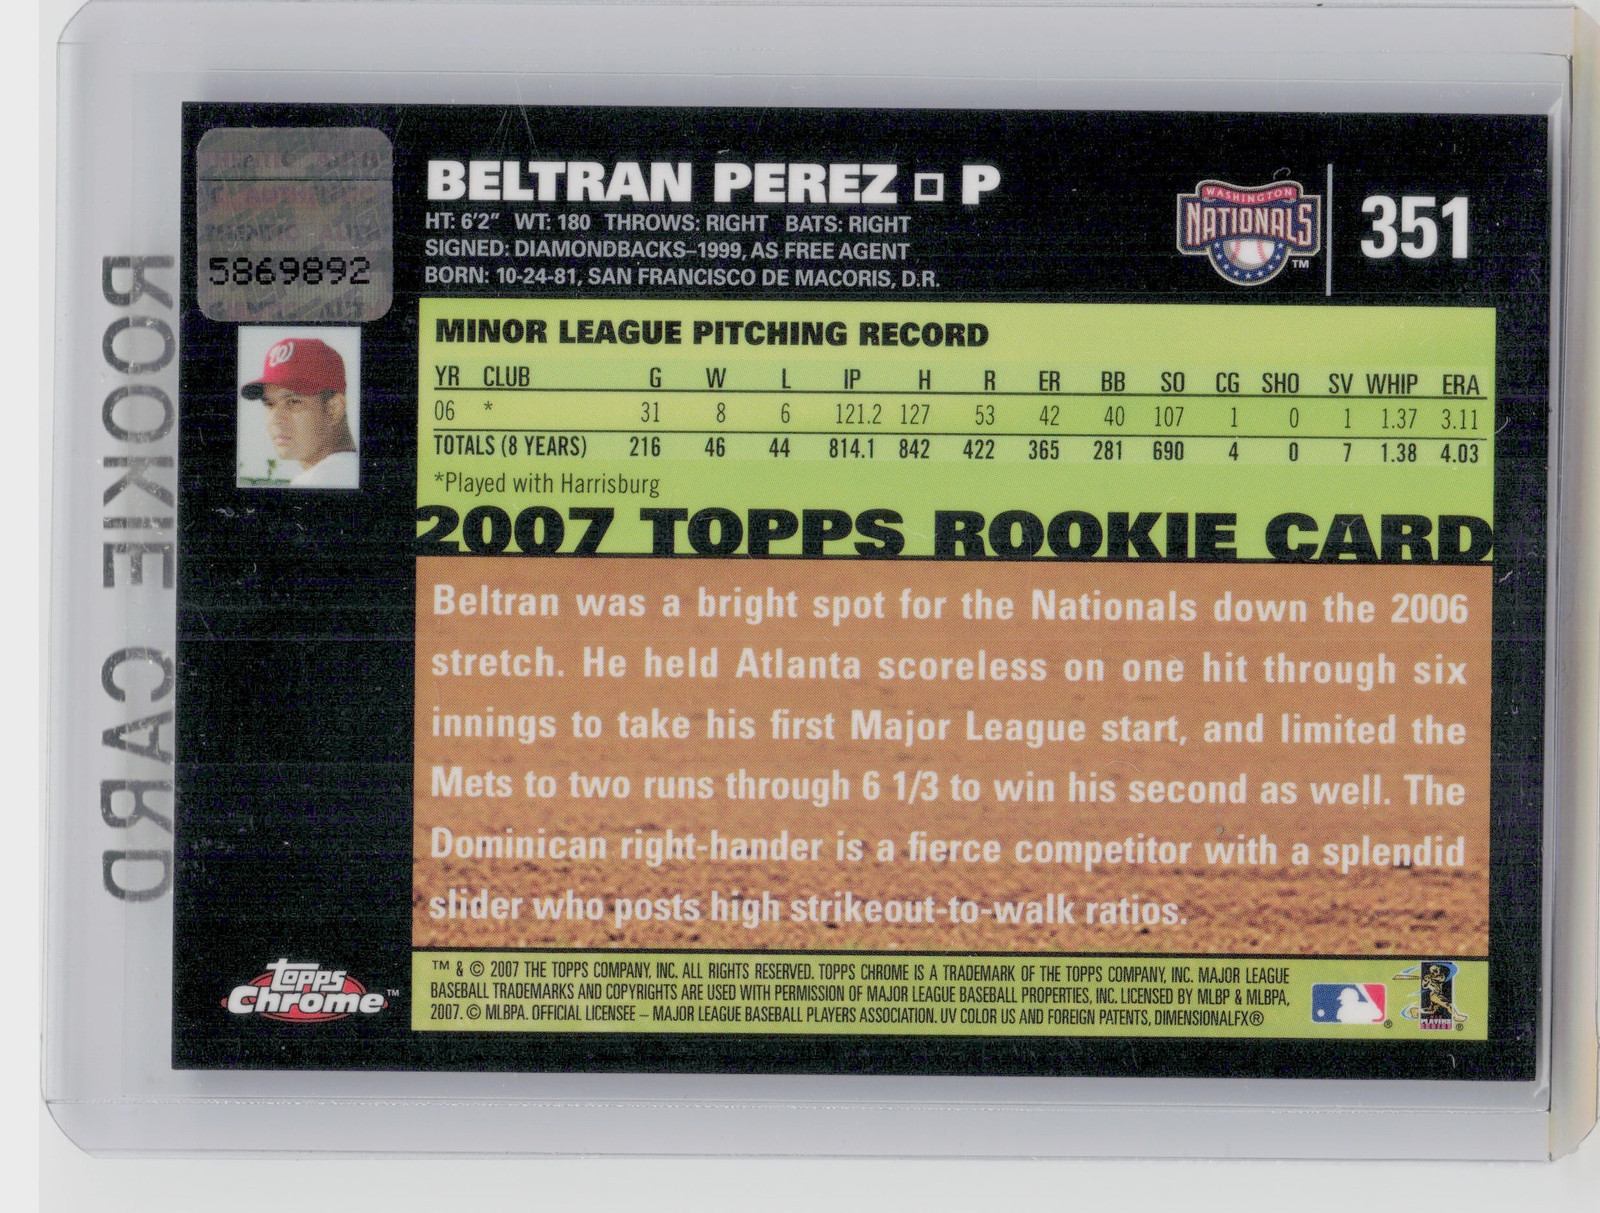 5869892
BELTRAN PEREZ □ P
HT: 6'2" WT: 180 THROWS: RIGHT BATS: RIGHT
SIGNED: DIAMONDBACKS–1999, AS FREE AGENT
BORN: 10-24-81, SAN FRANCISCO DE MACORIS, D.R.
WASHINGTON
NATIONALS™
351
MINOR LEAGUE PITCHING RECORD
YR CLUB G W L IP H R ER BB SO CG SHO SV WHIP ERA
06 * 31 8 6 121.2 127 53 42 40 107 1 0 1 1.37 3.11
TOTALS (8 YEARS) 216 46 44 814.1 842 422 365 281 690 4 0 7 1.38 4.03
*Played with Harrisburg
2007 TOPPS ROOKIE CARD
Beltran was a bright spot for the Nationals down the 2006
stretch. He held Atlanta scoreless on one hit through six
innings to take his first Major League start, and limited the
Mets to two runs through 6 1/3 to win his second as well. The
Dominican right-hander is a fierce competitor with a splendid
slider who posts high strikeout-to-walk ratios.
ROOKIE CARD
topps
Chrome™
™ & © 2007 THE TOPPS COMPANY, INC. ALL RIGHTS RESERVED. TOPPS CHROME IS A TRADEMARK OF THE TOPPS COMPANY, INC. MAJOR LEAGUE
BASEBALL TRADEMARKS AND COPYRIGHTS ARE USED WITH PERMISSION OF MAJOR LEAGUE BASEBALL PROPERTIES, INC. LICENSED BY MLBP & MLBPA,
2007. © MLBPA. OFFICIAL LICENSEE – MAJOR LEAGUE BASEBALL PLAYERS ASSOCIATION. UV COLOR US AND FOREIGN PATENTS, DIMENSIONALFX®